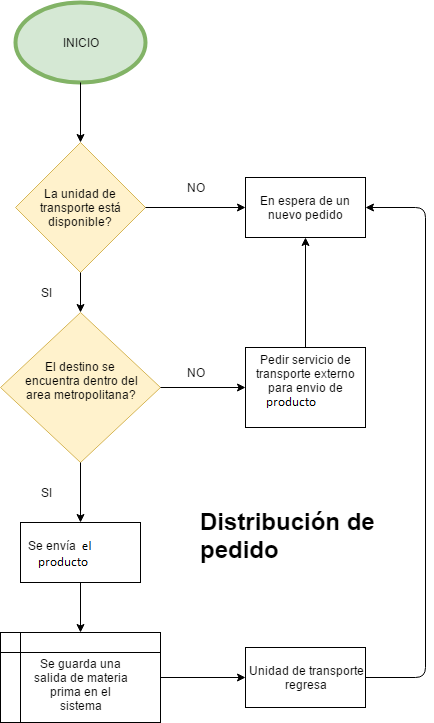 INICIO
La unidad de
transporte está
disponible?
NO
En espera de un
nuevo pedido
SI
El destino se
encuentra dentro del
area metropolitana?
NO
Pedir servicio de
transporte externo
para envio de
producto
SI
Se envía el
producto
Distribución de
pedido
Se guarda una
salida de materia
prima en el
sistema
Unidad de transporte
regresa